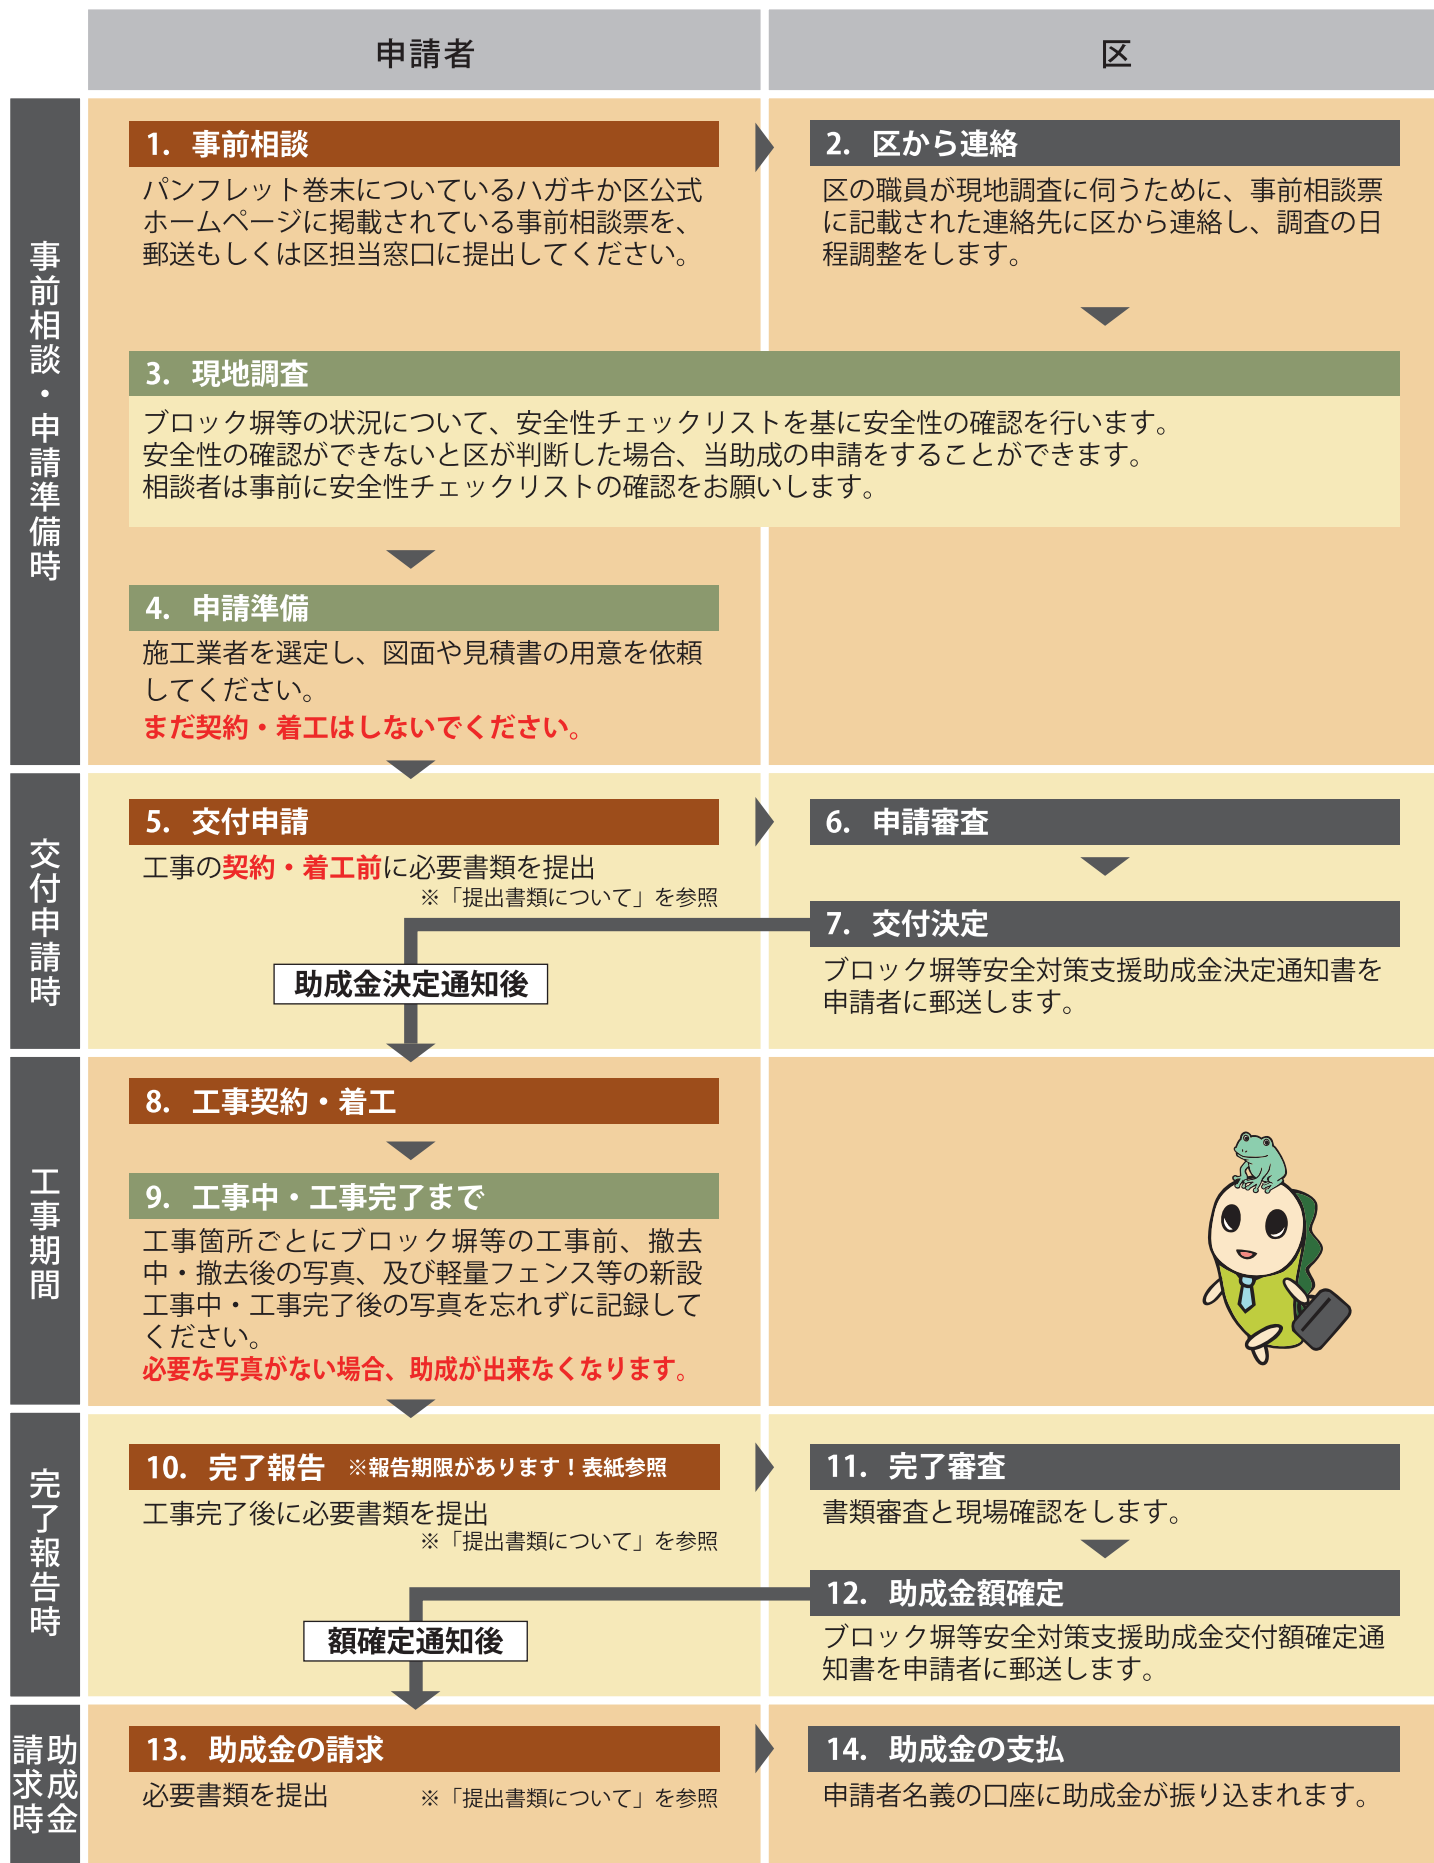 申請者
区
事前相談・申請準備時
1. 事前相談
パンフレット巻末についているハガキか区公式
ホームページに掲載されている事前相談票を、
郵送もしくは区担当窓口に提出してください。
2. 区から連絡
区の職員が現地調査に伺うために、事前相談票
に記載された連絡先に区から連絡し、調査の日
程調整をします。
3. 現地調査
ブロック塀等の状況について、安全性チェックリストを基に安全性の確認を行います。
安全性の確認ができないと区が判断した場合、当助成の申請をすることができます。
相談者は事前に安全性チェックリストの確認をお願いします。
4. 申請準備
施工業者を選定し、図面や見積書の用意を依頼
してください。
まだ契約・着工はしないでください。
交付申請時
5. 交付申請
工事の契約・着工前に必要書類を提出
※「提出書類について」を参照
6. 申請審査
7. 交付決定
ブロック塀等安全対策支援助成金決定通知書を
申請者に郵送します。
助成金決定通知後
工事期間
8. 工事契約・着工
9. 工事中・工事完了まで
工事箇所ごとにブロック塀等の工事前、撤去
中・撤去後の写真、及び軽量フェンス等の新設
工事中・工事完了後の写真を忘れずに記録して
ください。
必要な写真がない場合、助成が出来なくなります。
完了報告時
10. 完了報告 ※報告期限があります！表紙参照
工事完了後に必要書類を提出
※「提出書類について」を参照
11. 完了審査
書類審査と現場確認をします。
12. 助成金額確定
ブロック塀等安全対策支援助成金交付額確定通
知書を申請者に郵送します。
額確定通知後
助成金
請求時
13. 助成金の請求
必要書類を提出 ※「提出書類について」を参照
14. 助成金の支払
申請者名義の口座に助成金が振り込まれます。